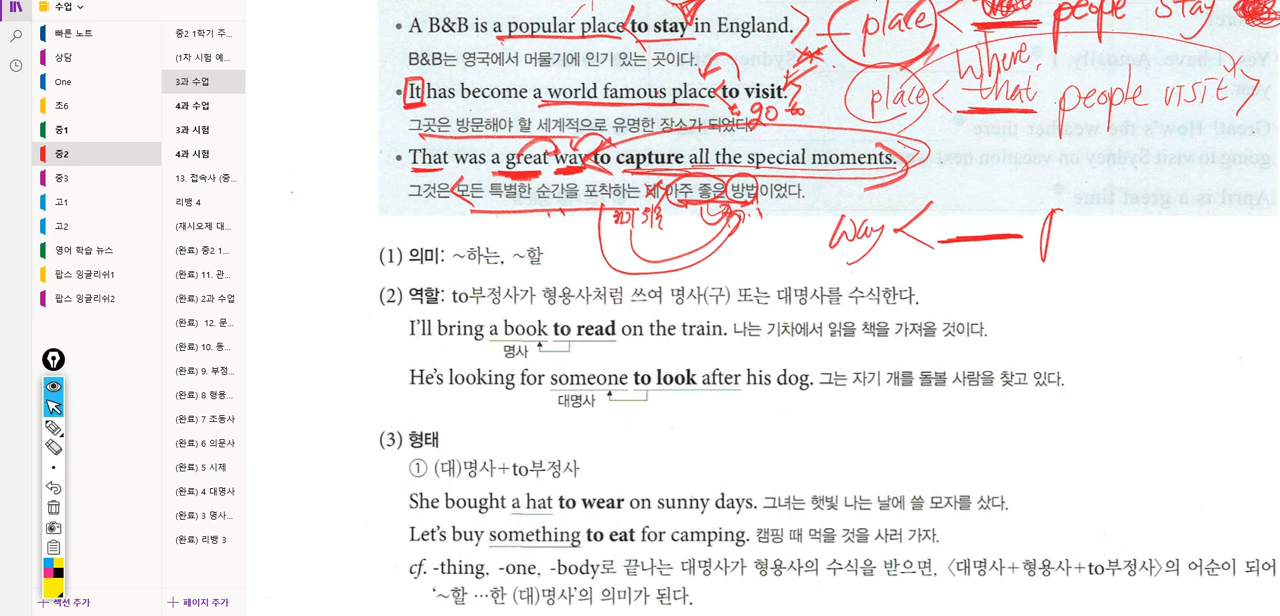 수업
빠른 노트
상담
One
초6
중1
중2
중3
고1
고2
영어 학습 뉴스
팝스 잉글리쉬1
팝스 잉글리쉬2
섹션 추가
중2 1학기 주...
(1차 시험 예...
3과 수업
4과 수업
3과 시험
4과 시험
13. 접속사 (중...
리뱅 4
(재시오제 대...
(완료) 중2 1...
(완료) 11. 관...
(완료) 2과 수업
(완료) 12. 문...
(완료) 10. 동...
(완료) 9. 부정...
(완료) 8 형용...
(완료) 7 조동사
(완료) 6 의문사
(완료) 5 시제
(완료) 4 대명사
(완료) 3 명사...
(완료) 리뱅 3
페이지 추가
• A B&B is a popular place to stay in England.
place people stay
B&B는 영국에서 머물기에 인기 있는 곳이다.
where
• It has become a world famous place to visit.
place that people visit
go to
그곳은 방문해야 할 세계적으로 유명한 장소가 되었다.
• That was a great way to capture all the special moments.
그것은 모든 특별한 순간을 포착하는 제 아주 좋은 방법이었다.
하기 위한
way
(1) 의미: ~하는, ~할
(2) 역할: to부정사가 형용사처럼 쓰여 명사(구) 또는 대명사를 수식한다.
I'll bring a book to read on the train. 나는 기차에서 읽을 책을 가져올 것이다.
명사
He's looking for someone to look after his dog. 그는 자기 개를 돌볼 사람을 찾고 있다.
대명사
(3) 형태
① (대)명사+to부정사
She bought a hat to wear on sunny days. 그녀는 햇빛 나는 날에 쓸 모자를 샀다.
Let's buy something to eat for camping. 캠핑 때 먹을 것을 사러 가자.
cf. -thing, -one, -body로 끝나는 대명사가 형용사의 수식을 받으면, 〈대명사+형용사+to부정사〉의 어순이 되어
'~할 …한 (대)명사'의 의미가 된다.